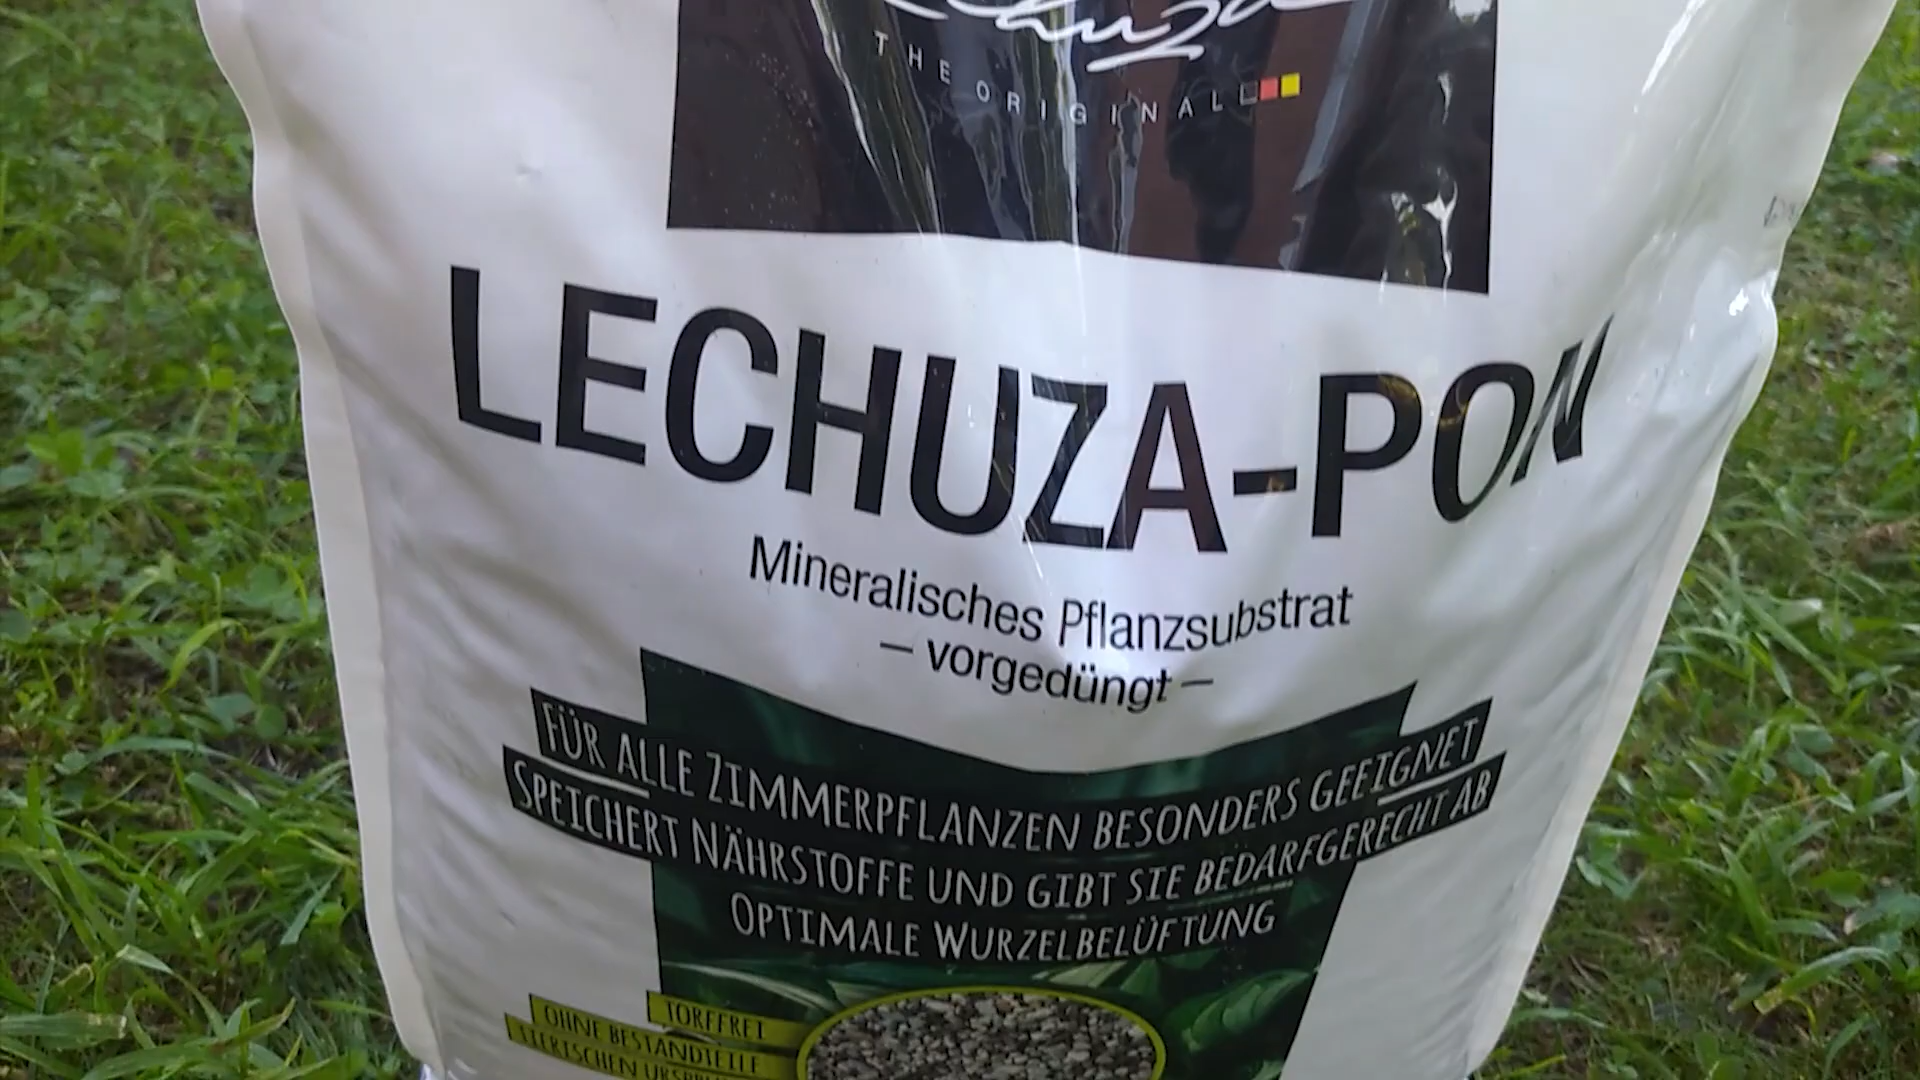 THE ORIGINAL
LECHUZA-PON
Mineralisches Pflanzsubstrat
– vorgedüngt –
FÜR ALLE ZIMMERPFLANZEN BESONDERS GEEIGNET
SPEICHERT NÄHRSTOFFE UND GIBT SIE BEDARFGERECHT AB
OPTIMALE WURZELBELÜFTUNG
TORFFREI
OHNE BESTANDTEILE
TIERISCHEN